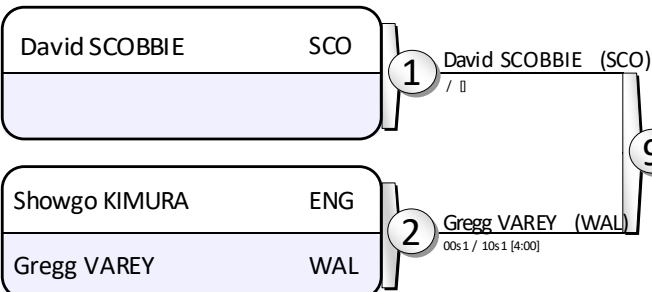 David SCOBBIE SCO
1
David SCOBBIE (SCO)
/ []
Showgo KIMURA ENG
Gregg VAREY WAL
2
Gregg VAREY (WAL)
00s1 / 10s1 [4:00]
9